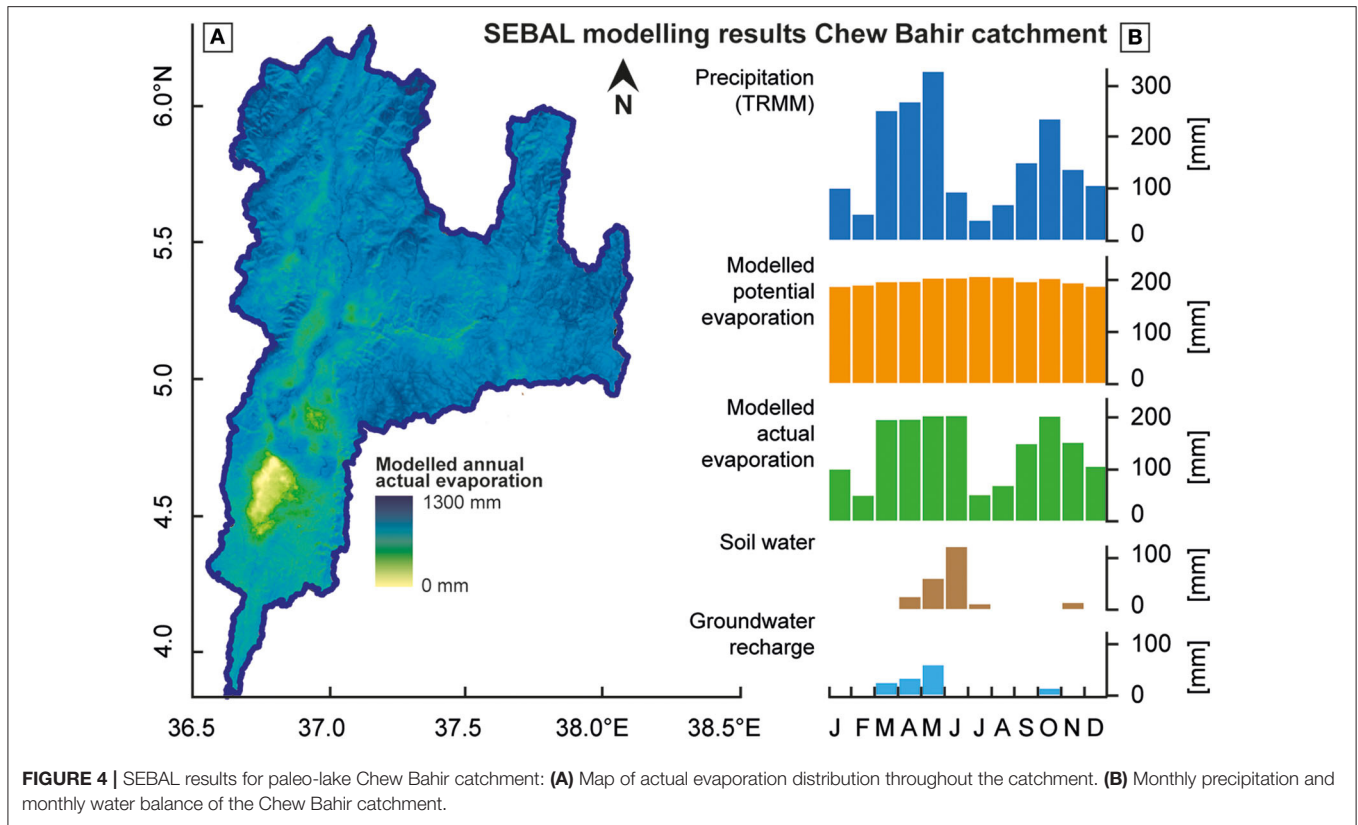 A
SEBAL modelling results Chew Bahir catchment
B
N
6.0°N
5.5
5.0
4.5
4.0
36.5
37.0
37.5
38.0°E
38.5°E
Modelled annual
actual evaporation
1300 mm
0 mm
Precipitation
(TRMM)
300
200
100
0
[mm]
Modelled
potential
evaporation
200
100
0
[mm]
Modelled
actual
evaporation
200
100
0
[mm]
Soil water
100
0
[mm]
Groundwater
recharge
100
0
[mm]
J F M A M J J A S O N D
FIGURE 4 | SEBAL results for paleo-lake Chew Bahir catchment: (A) Map of actual evaporation distribution throughout the catchment. (B) Monthly precipitation and
monthly water balance of the Chew Bahir catchment.